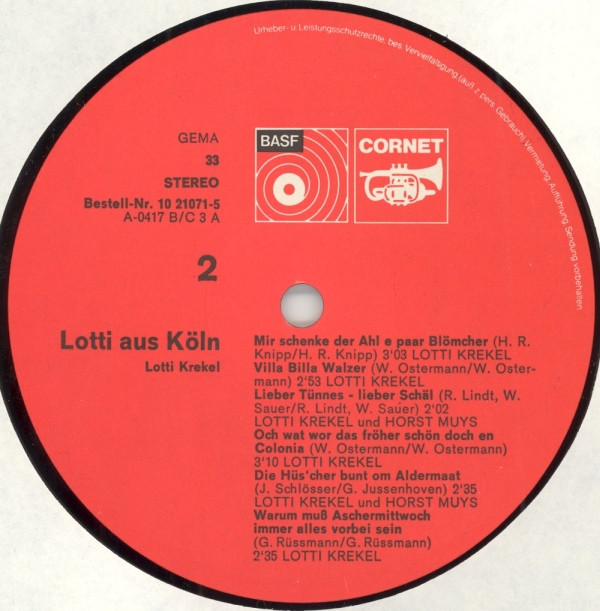 Urheber- u. Leistungsschutzrechte, bes. Vervielfältigung (auf z. pers. Gebrauch) Vermietung, Aufführung, Sendung vorbehalten
GEMA
33
STEREO
Bestell-Nr. 10 21071-5
A-0417 B/C 3 A
BASF
CORNET
2
Lotti aus Köln
Lotti Krekel
Mir schenke der Ahl e paar Blömcher (H. R.
Knipp/H. R. Knipp) 3'03 LOTTI KREKEL
Villa Billa Walzer (W. Ostermann/W. Oster-
mann) 2'53 LOTTI KREKEL
Lieber Tünnes - lieber Schäl (R. Lindt, W.
Sauer/R. Lindt, W. Sauer) 2'02
LOTTI KREKEL und HORST MUYS
Och wat wor das fröher schön doch en
Colonia (W. Ostermann/W. Ostermann)
3'10 LOTTI KREKEL
Die Hüs'cher bunt om Aldermaat
(J. Schlösser/G. Jussenhoven) 2'35
LOTTI KREKEL und HORST MUYS
Warum muß Aschermittwoch
immer alles vorbei sein
(G. Rüssmann/G. Rüssmann)
2'35 LOTTI KREKEL